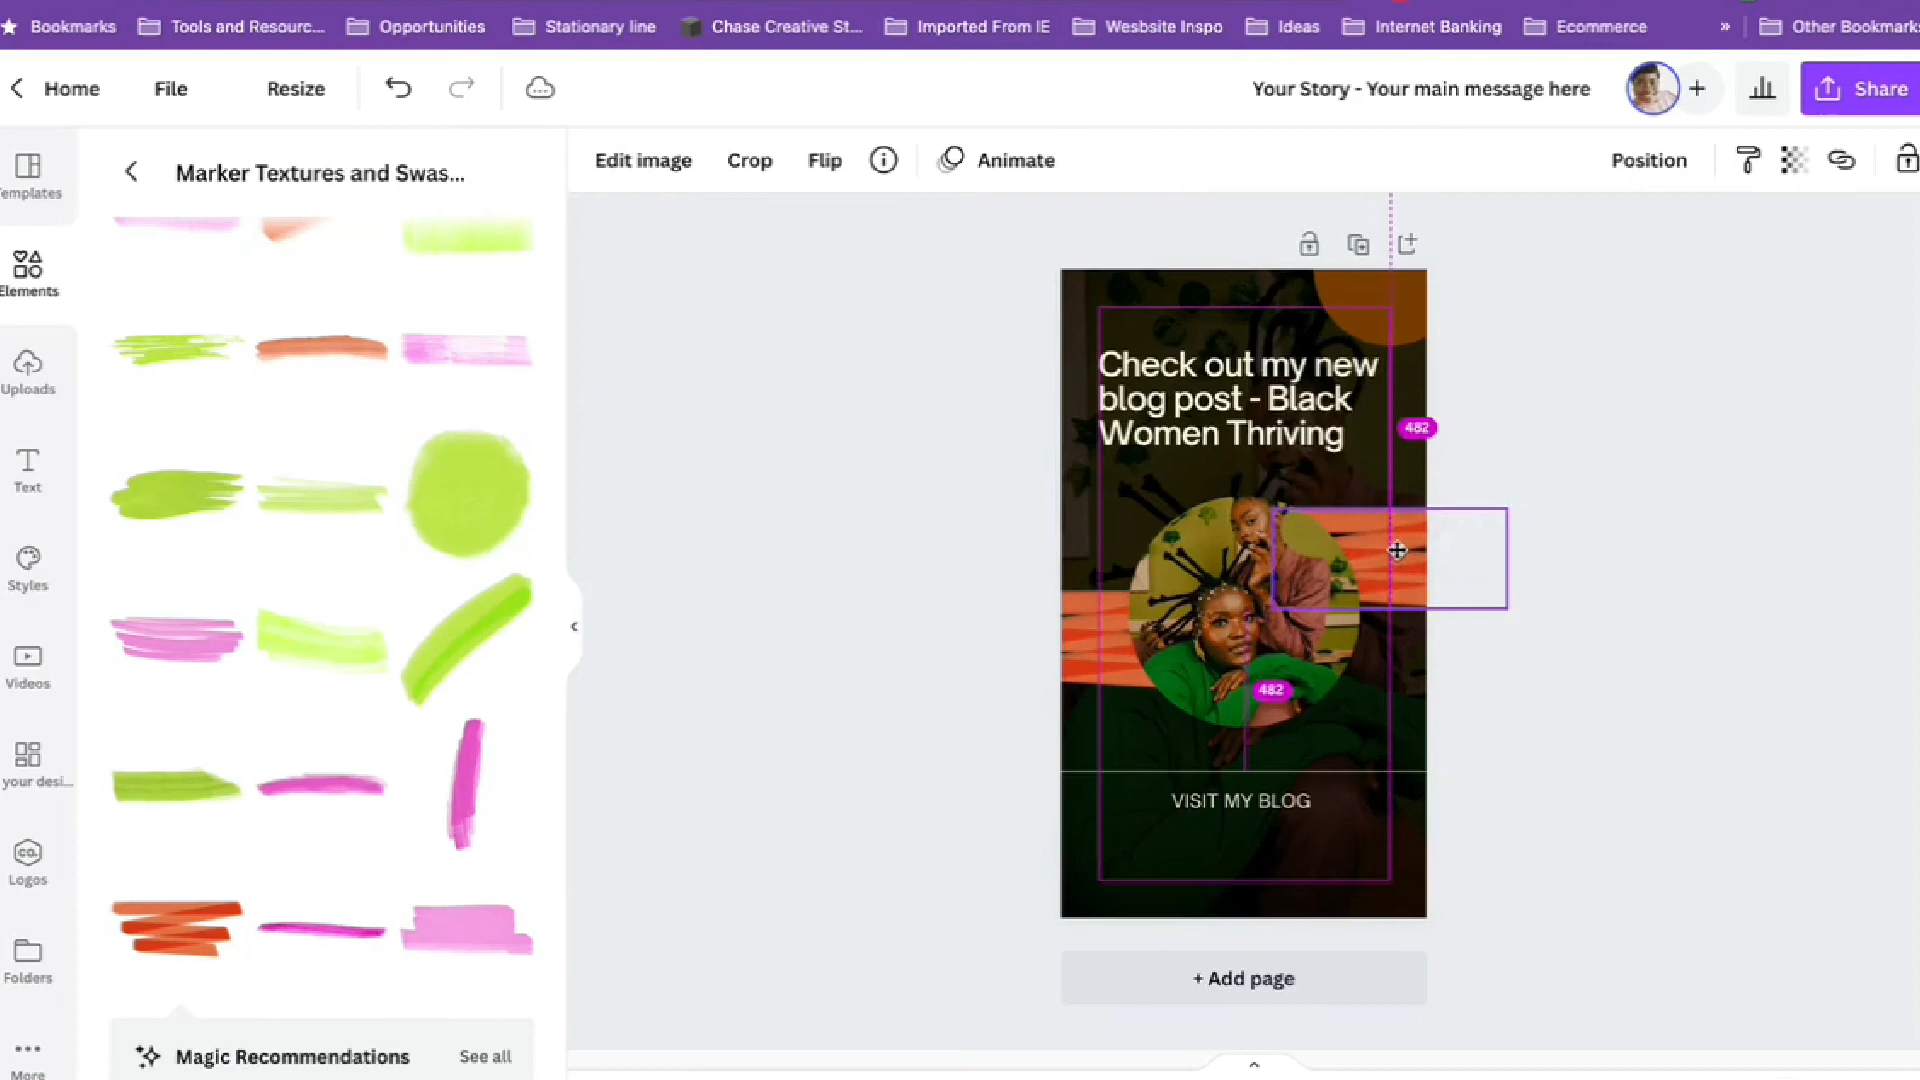 Bookmarks Tools and Resourc... Opportunities Stationary line Chase Creative St... Imported From IE Wesbsite Inspo Ideas Internet Banking Ecommerce » Other Bookmarks
Home File Resize Your Story - Your main message here Share
Edit image Crop Flip Animate Position
Marker Textures and Swas...
Templates
Elements
Uploads
Text
Styles
Videos
your desi...
CO.
Logos
Folders
More
Check out my new
blog post - Black
Women Thriving
482
482
VISIT MY BLOG
+ Add page
Magic Recommendations See all